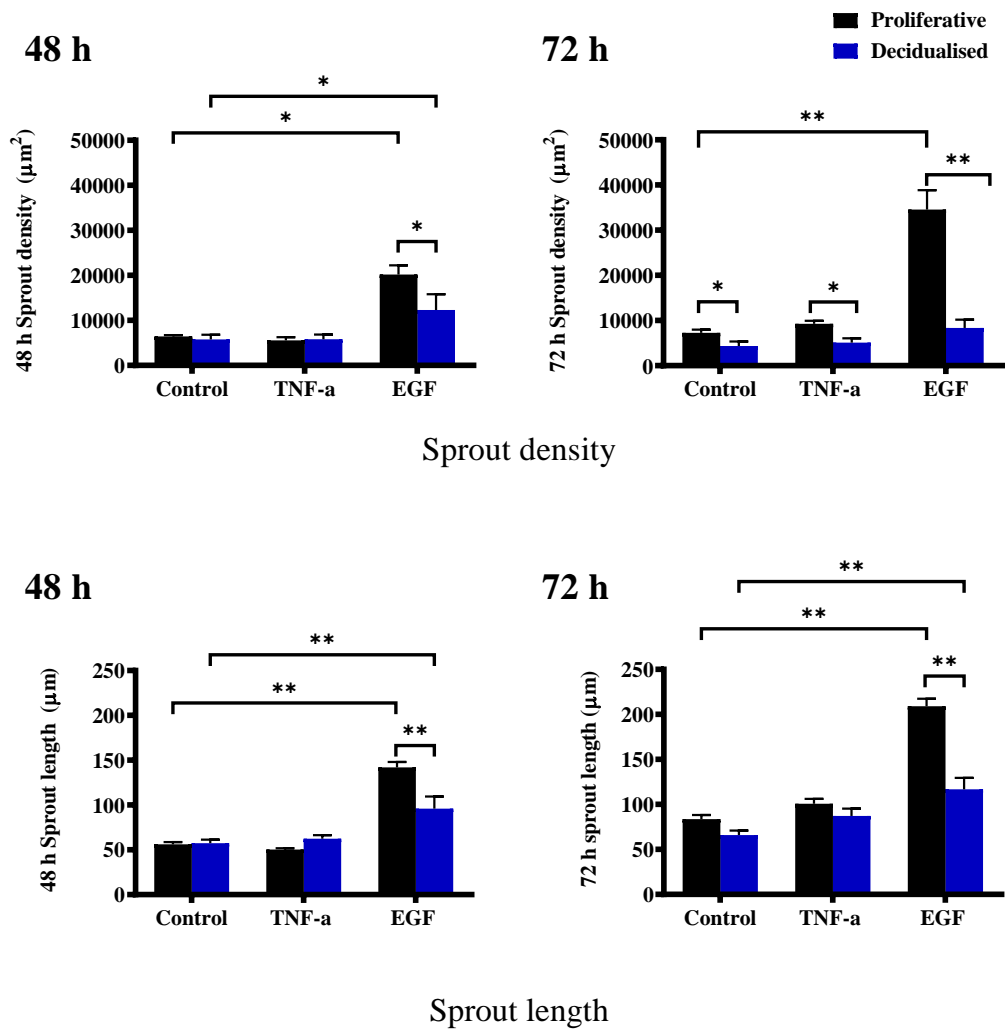 Proliferative
Decidualised
48 h
72 h
*
*
**
**
*
*
*
48 h Sprout density (μm²)
50000
40000
30000
20000
10000
0
Control TNF-a EGF
72 h Sprout density (μm²)
50000
40000
30000
20000
10000
0
Control TNF-a EGF
Sprout density
48 h
72 h
**
**
**
**
**
**
48 h Sprout length (μm)
250
200
150
100
50
0
Control TNF-a EGF
72 h sprout length (μm)
250
200
150
100
50
0
Control TNF-a EGF
Sprout length